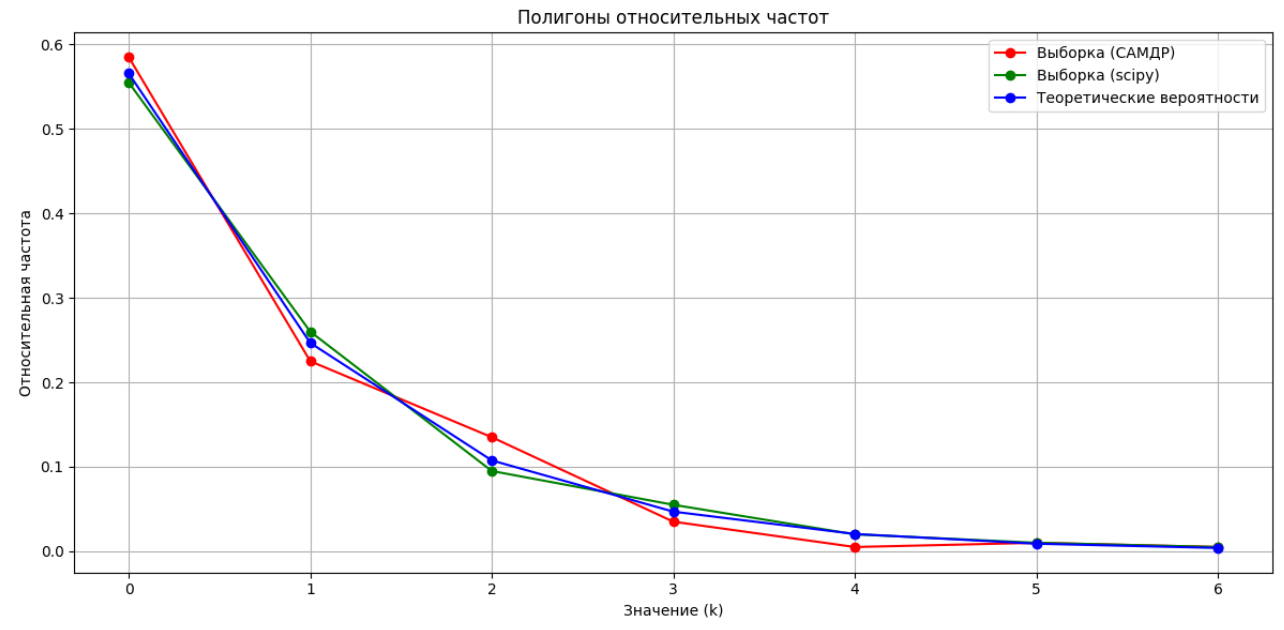 Полигоны относительных частот
Выборка (САМДР)
Выборка (scipy)
Теоретические вероятности
Относительная частота
0.6
0.5
0.4
0.3
0.2
0.1
0.0
0 1 2 3 4 5 6
Значение (k)